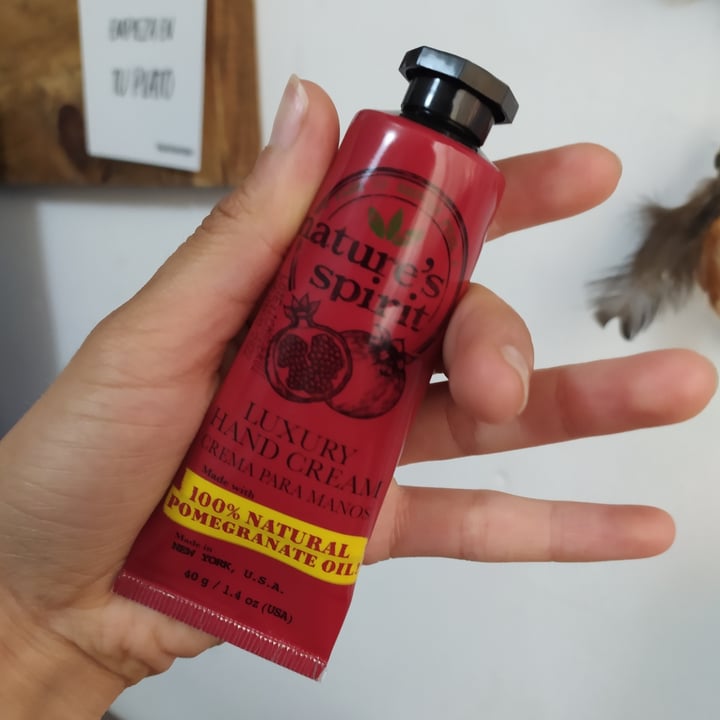 EMPIEZA EN
TU PLATO
nature's
spirit
LUXURY
HAND CREAM
CREMA PARA MANOS
Made with
100% NATURAL
POMEGRANATE OIL!
Made in
NEW YORK, U.S.A.
40 g / 1.4 oz (USA)